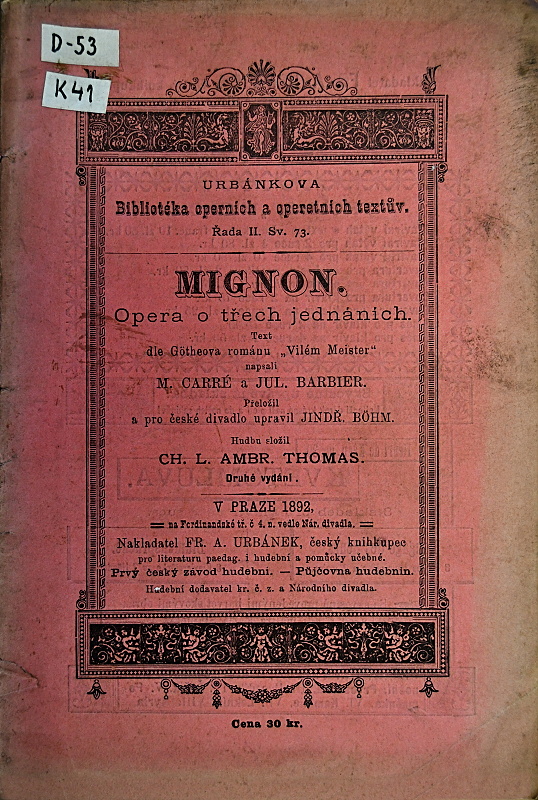 D-53
K41
URBÁNKOVA
Bibliotéka operních a operetních textův.
Řada II. Sv. 73.
MIGNON.
Opera o třech jednáních.
Text
dle Götheova románu „Vilém Meister“
napsali
M. CARRÉ a JUL. BARBIER.
Přeložil
a pro české divadlo upravil JINDŘ. BÖHM.
Hudbu složil
CH. L. AMBR. THOMAS.
Druhé vydání.
V PRAZE 1892,
na Ferdinandské tř. č 4. n. vedle Nár. divadla.
Nakladatel FR. A. URBÁNEK, český knihkupec
pro literaturu paedag. i hudební a pomůcky učebné.
Prvý český závod hudební. — Půjčovna hudebnin.
Hudební dodavatel kr. č. z. a Národního divadla.
Cena 30 kr.